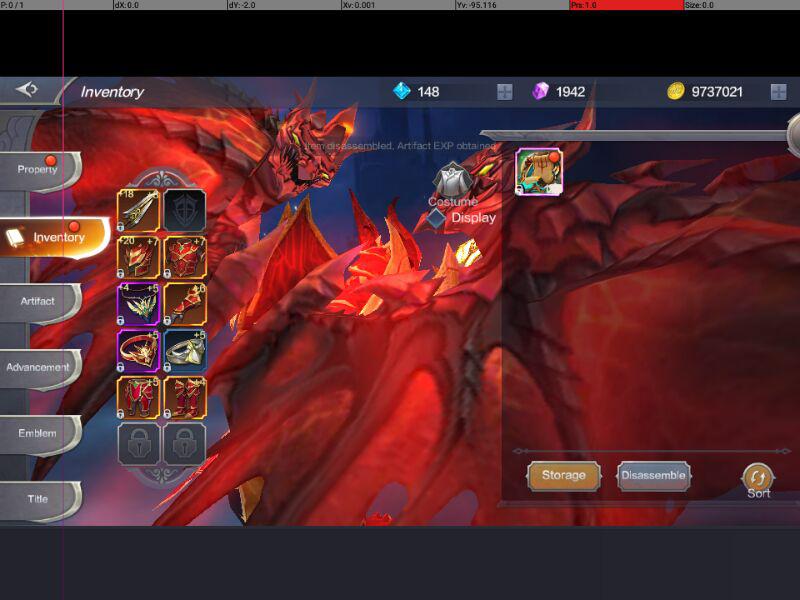 P: 0 / 1 dX: 0.0 dY: -2.0 Xv: 0.001 Yv: -95.116 Prs: 1.0 Size: 0.0
Inventory 148 1942 9737021
Item disassembled, Artifact EXP obtained
Property
Costume
Display
Inventory
Artifact
Advancement
Emblem
Title
Storage Disassemble
Sort